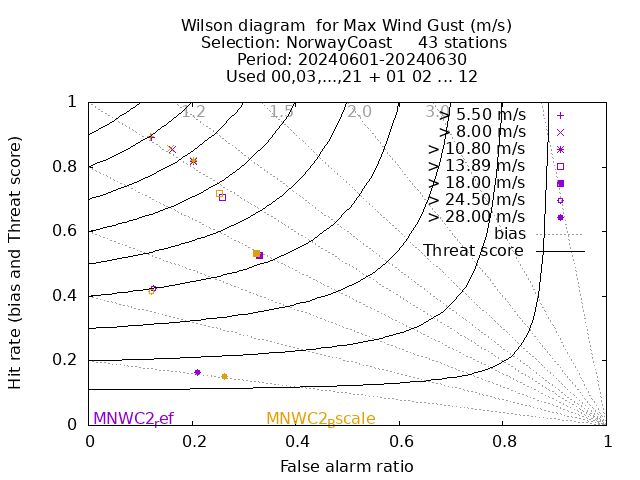 Wilson diagram  for Max Wind Gust (m/s)
Selection: NorwayCoast     43 stations
Period: 20240601-20240630
Used 00,03,...,21 + 01 02 ... 12
Hit rate (bias and Threat score)
1
0.8
0.6
0.4
0.2
0
1.2
1.5
2.0
3.0
> 5.50 m/s
> 8.00 m/s
> 10.80 m/s
> 13.89 m/s
> 18.00 m/s
> 24.50 m/s
> 28.00 m/s
bias
Threat score
MNWC2ref
MNWC2Bscale
0
0.2
0.4
0.6
0.8
1
False alarm ratio